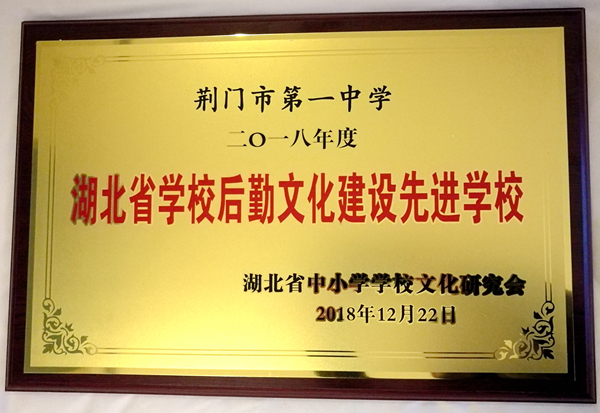 荆门市第一中学
二〇一八年度
湖北省学校后勤文化建设先进学校
湖北省中小学学校文化研究会
2018年12月22日